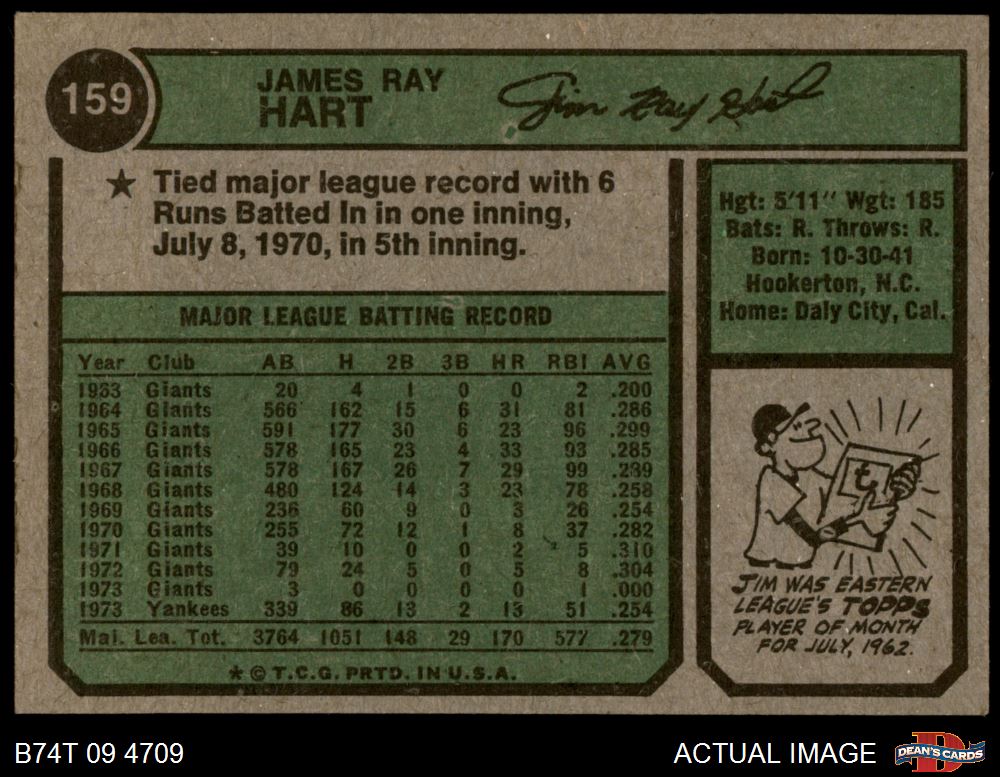 159
JAMES RAY
HART
Jim Ray Hart
★ Tied major league record with 6
Runs Batted In in one inning,
July 8, 1970, in 5th inning.
Hgt: 5'11" Wgt: 185
Bats: R. Throws: R.
Born: 10-30-41
Hookerton, N.C.
Home: Daly City, Cal.
MAJOR LEAGUE BATTING RECORD
Year Club AB H 2B 3B HR RBI AVG
1963 Giants 20 4 1 0 0 2 .200
1964 Giants 566 162 15 6 31 81 .286
1965 Giants 591 177 30 6 23 96 .299
1966 Giants 578 165 23 4 33 93 .285
1967 Giants 578 167 26 7 29 99 .289
1968 Giants 480 124 14 3 23 78 .258
1969 Giants 236 60 9 0 3 26 .254
1970 Giants 255 72 12 1 8 37 .282
1971 Giants 39 10 0 0 2 5 .310
1972 Giants 79 24 5 0 5 8 .304
1973 Giants 3 0 0 0 0 1 .000
1973 Yankees 339 86 13 2 13 51 .254
Maj. Lea. Tot. 3764 1051 148 29 170 577 .279
★ © T.C.G. PRTD. IN U.S.A.
t
JIM WAS EASTERN
LEAGUE'S TOPPS
PLAYER OF MONTH
FOR JULY, 1962.
B74T 09 4709
ACTUAL IMAGE
DEAN'S CARDS